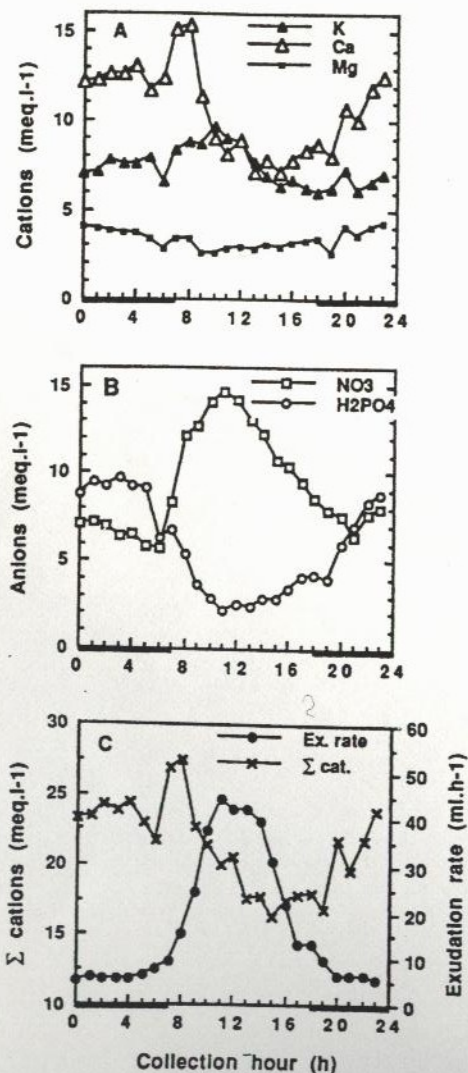 A
K
Ca
Mg
Cations (meq.l-1)
15
10
5
0
0 4 8 12 16 20 24
B
NO3
H2PO4
Anions (meq.l-1)
15
10
5
0
0 4 8 12 16 20 24
C
Ex. rate
Σ cat.
Σ cations (meq.l-1)
30
25
20
15
10
60
50
40
30
20
10
0
Exudation rate (ml.h-1)
0 4 8 12 16 20 24
Collection hour (h)